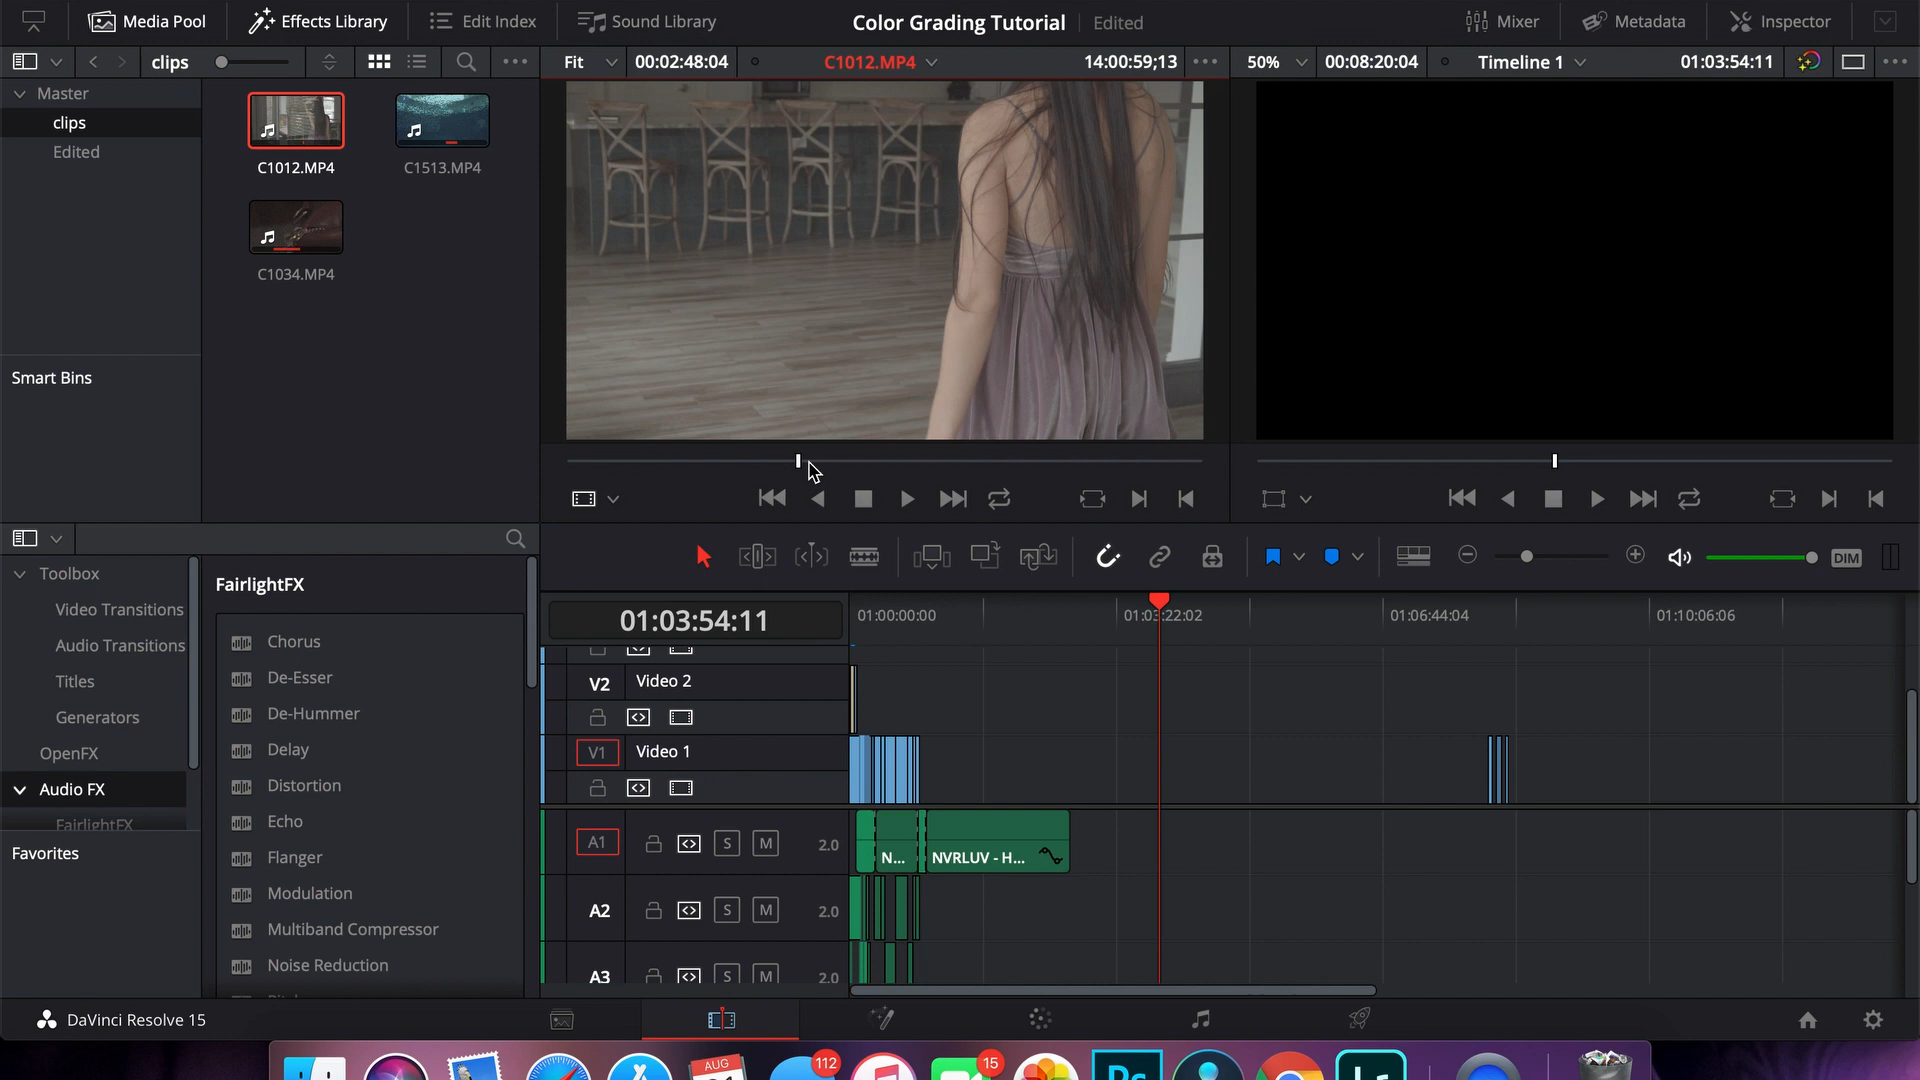 Media Pool
Effects Library
Edit Index
Sound Library
Color Grading Tutorial
Edited
Mixer
Metadata
Inspector
clips
Fit
00:02:48:04
C1012.MP4
14:00:59;13
50%
00:08:20:04
Timeline 1
01:03:54:11
Master
clips
Edited
C1012.MP4
C1513.MP4
C1034.MP4
Smart Bins
Toolbox
Video Transitions
Audio Transitions
Titles
Generators
OpenFX
Audio FX
FairlightFX
Favorites
FairlightFX
Chorus
De-Esser
De-Hummer
Delay
Distortion
Echo
Flanger
Modulation
Multiband Compressor
Noise Reduction
DIM
01:03:54:11
01:00:00:00
01:03:22:02
01:06:44:04
01:10:06:06
V2
Video 2
V1
Video 1
A1
S
M
2.0
N...
NVRLUV - H...
A2
S
M
2.0
A3
S
M
2.0
DaVinci Resolve 15
AUG
112
15
Ps